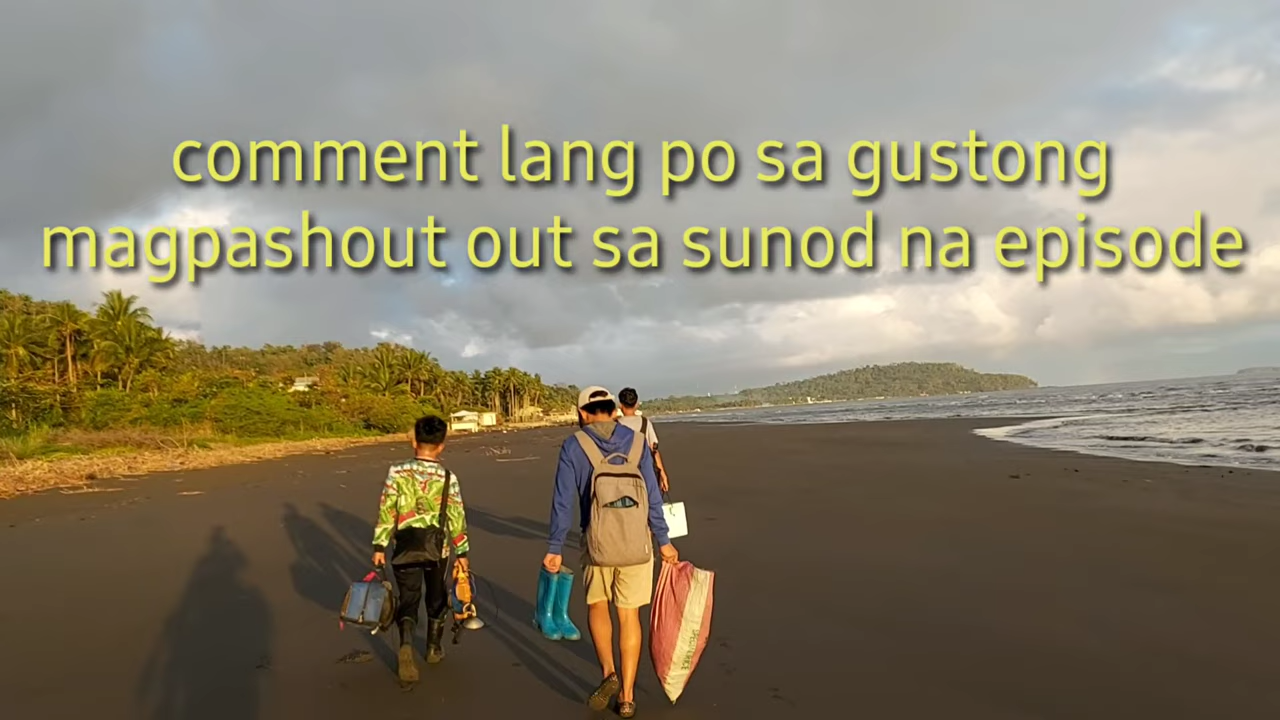 comment lang po sa gustong
magpashout out sa sunod na episode